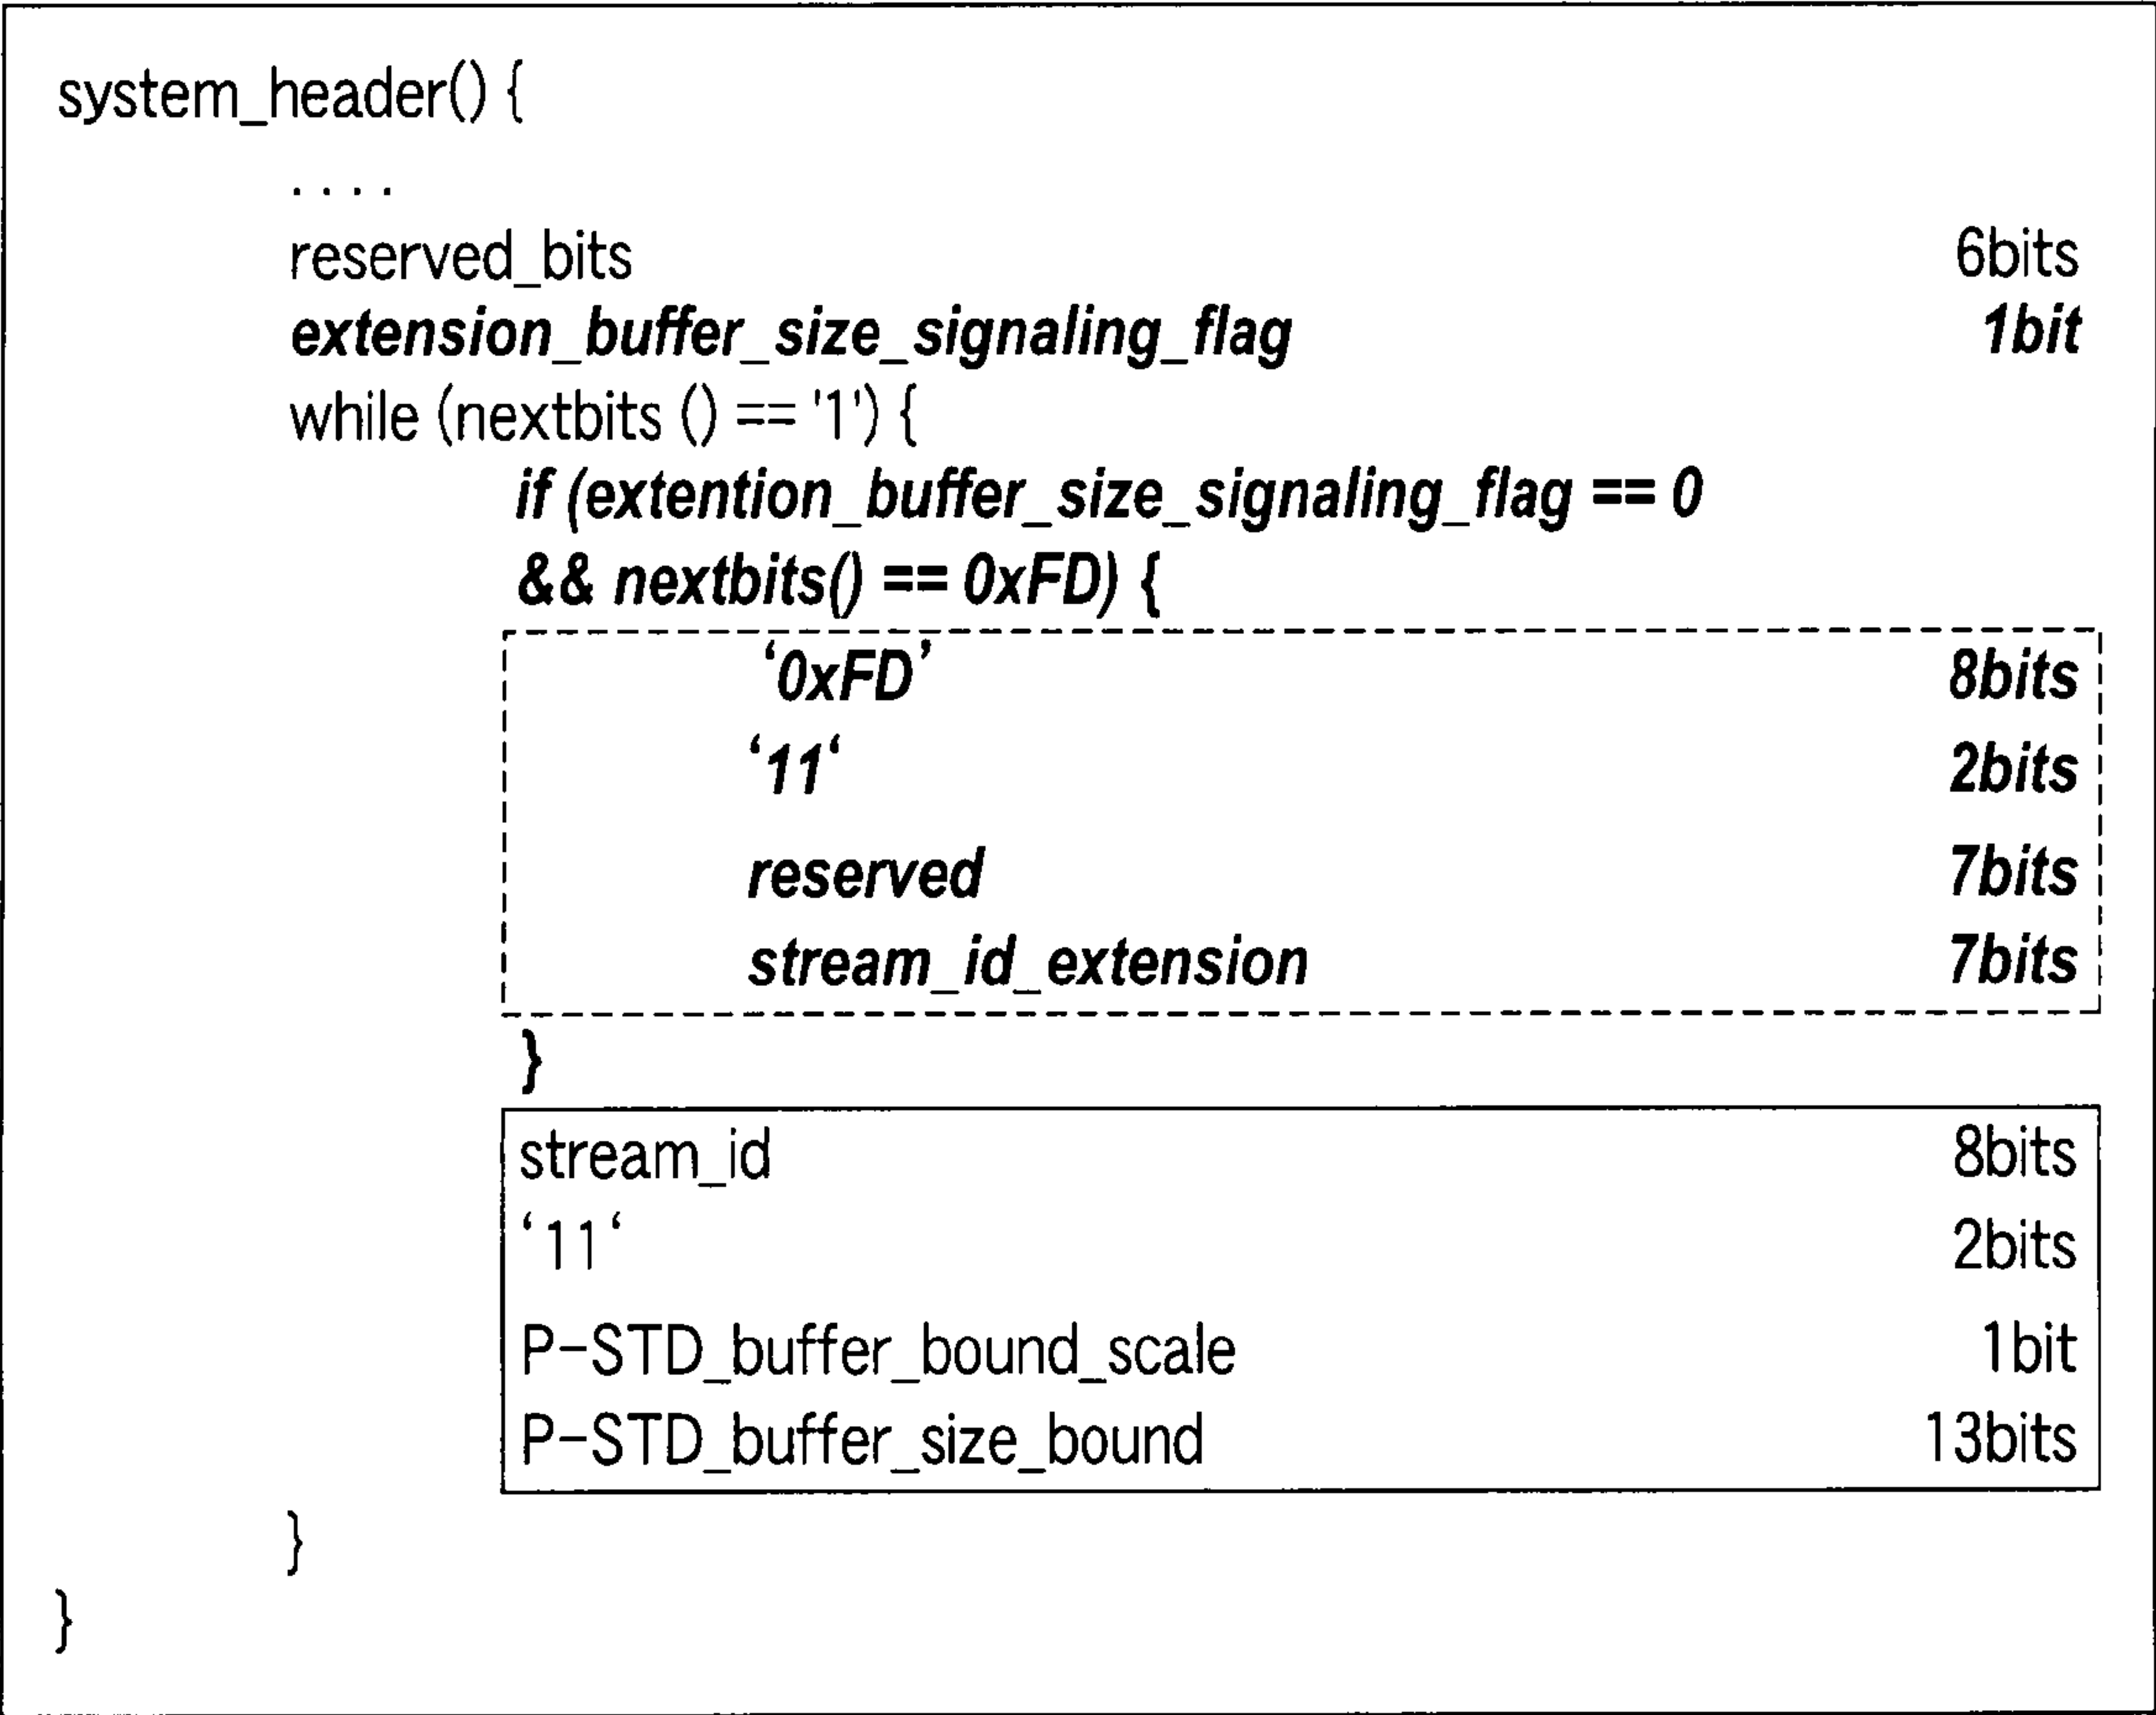 system_header() {
....
reserved_bits 6bits
extension_buffer_size_signaling_flag 1bit
while (nextbits () == '1') {
if (extention_buffer_size_signaling_flag == 0
&& nextbits() == 0xFD) {
‘0xFD’ 8bits
‘11‘ 2bits
reserved 7bits
stream_id_extension 7bits
}
stream_id 8bits
‘11‘ 2bits
P-STD_buffer_bound_scale 1bit
P-STD_buffer_size_bound 13bits
}
}